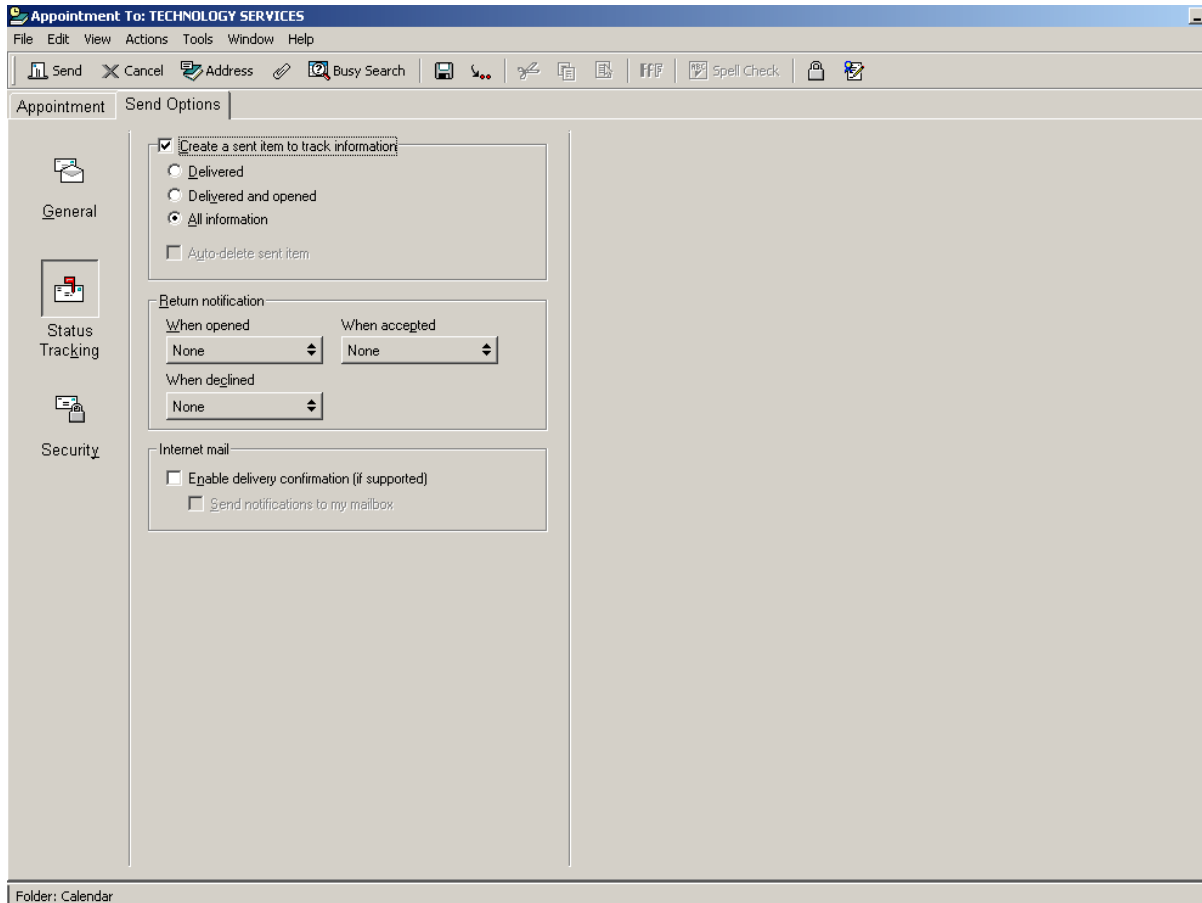 Appointment To: TECHNOLOGY SERVICES
File Edit View Actions Tools Window Help
Send Cancel Address Busy Search Spell Check
Appointment Send Options
Create a sent item to track information
Delivered
Delivered and opened
General
All information
Auto-delete sent item
Return notification
When opened When accepted
Status
Tracking
None None
When declined
None
Security
Internet mail
Enable delivery confirmation (if supported)
Send notifications to my mailbox
Folder: Calendar